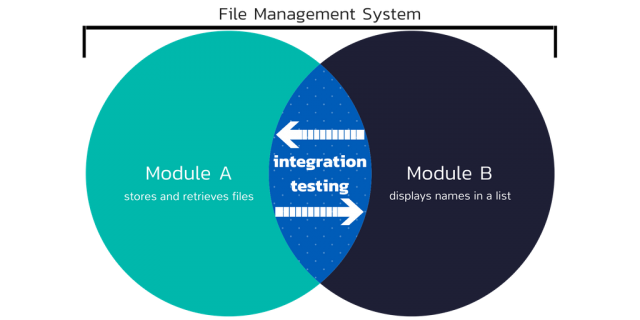 File Management System
Module A
stores and retrieves files
integration
testing
Module B
displays names in a list